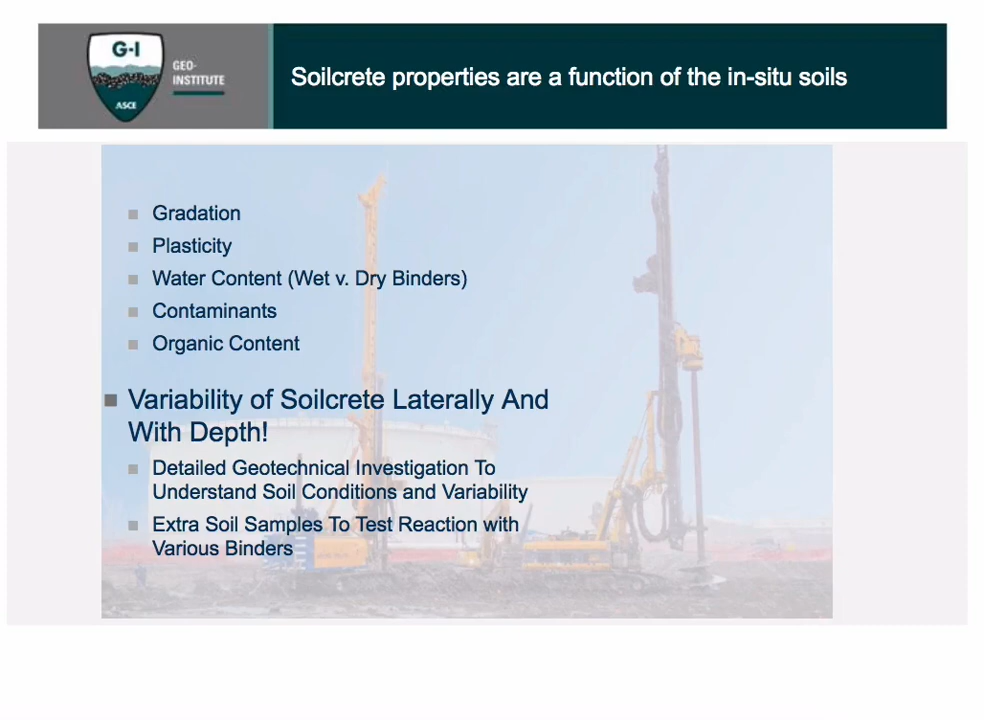 G-I
GEO-
INSTITUTE
ASCE
Soilcrete properties are a function of the in-situ soils
Gradation
Plasticity
Water Content (Wet v. Dry Binders)
Contaminants
Organic Content
Variability of Soilcrete Laterally And
With Depth!
Detailed Geotechnical Investigation To
Understand Soil Conditions and Variability
Extra Soil Samples To Test Reaction with
Various Binders